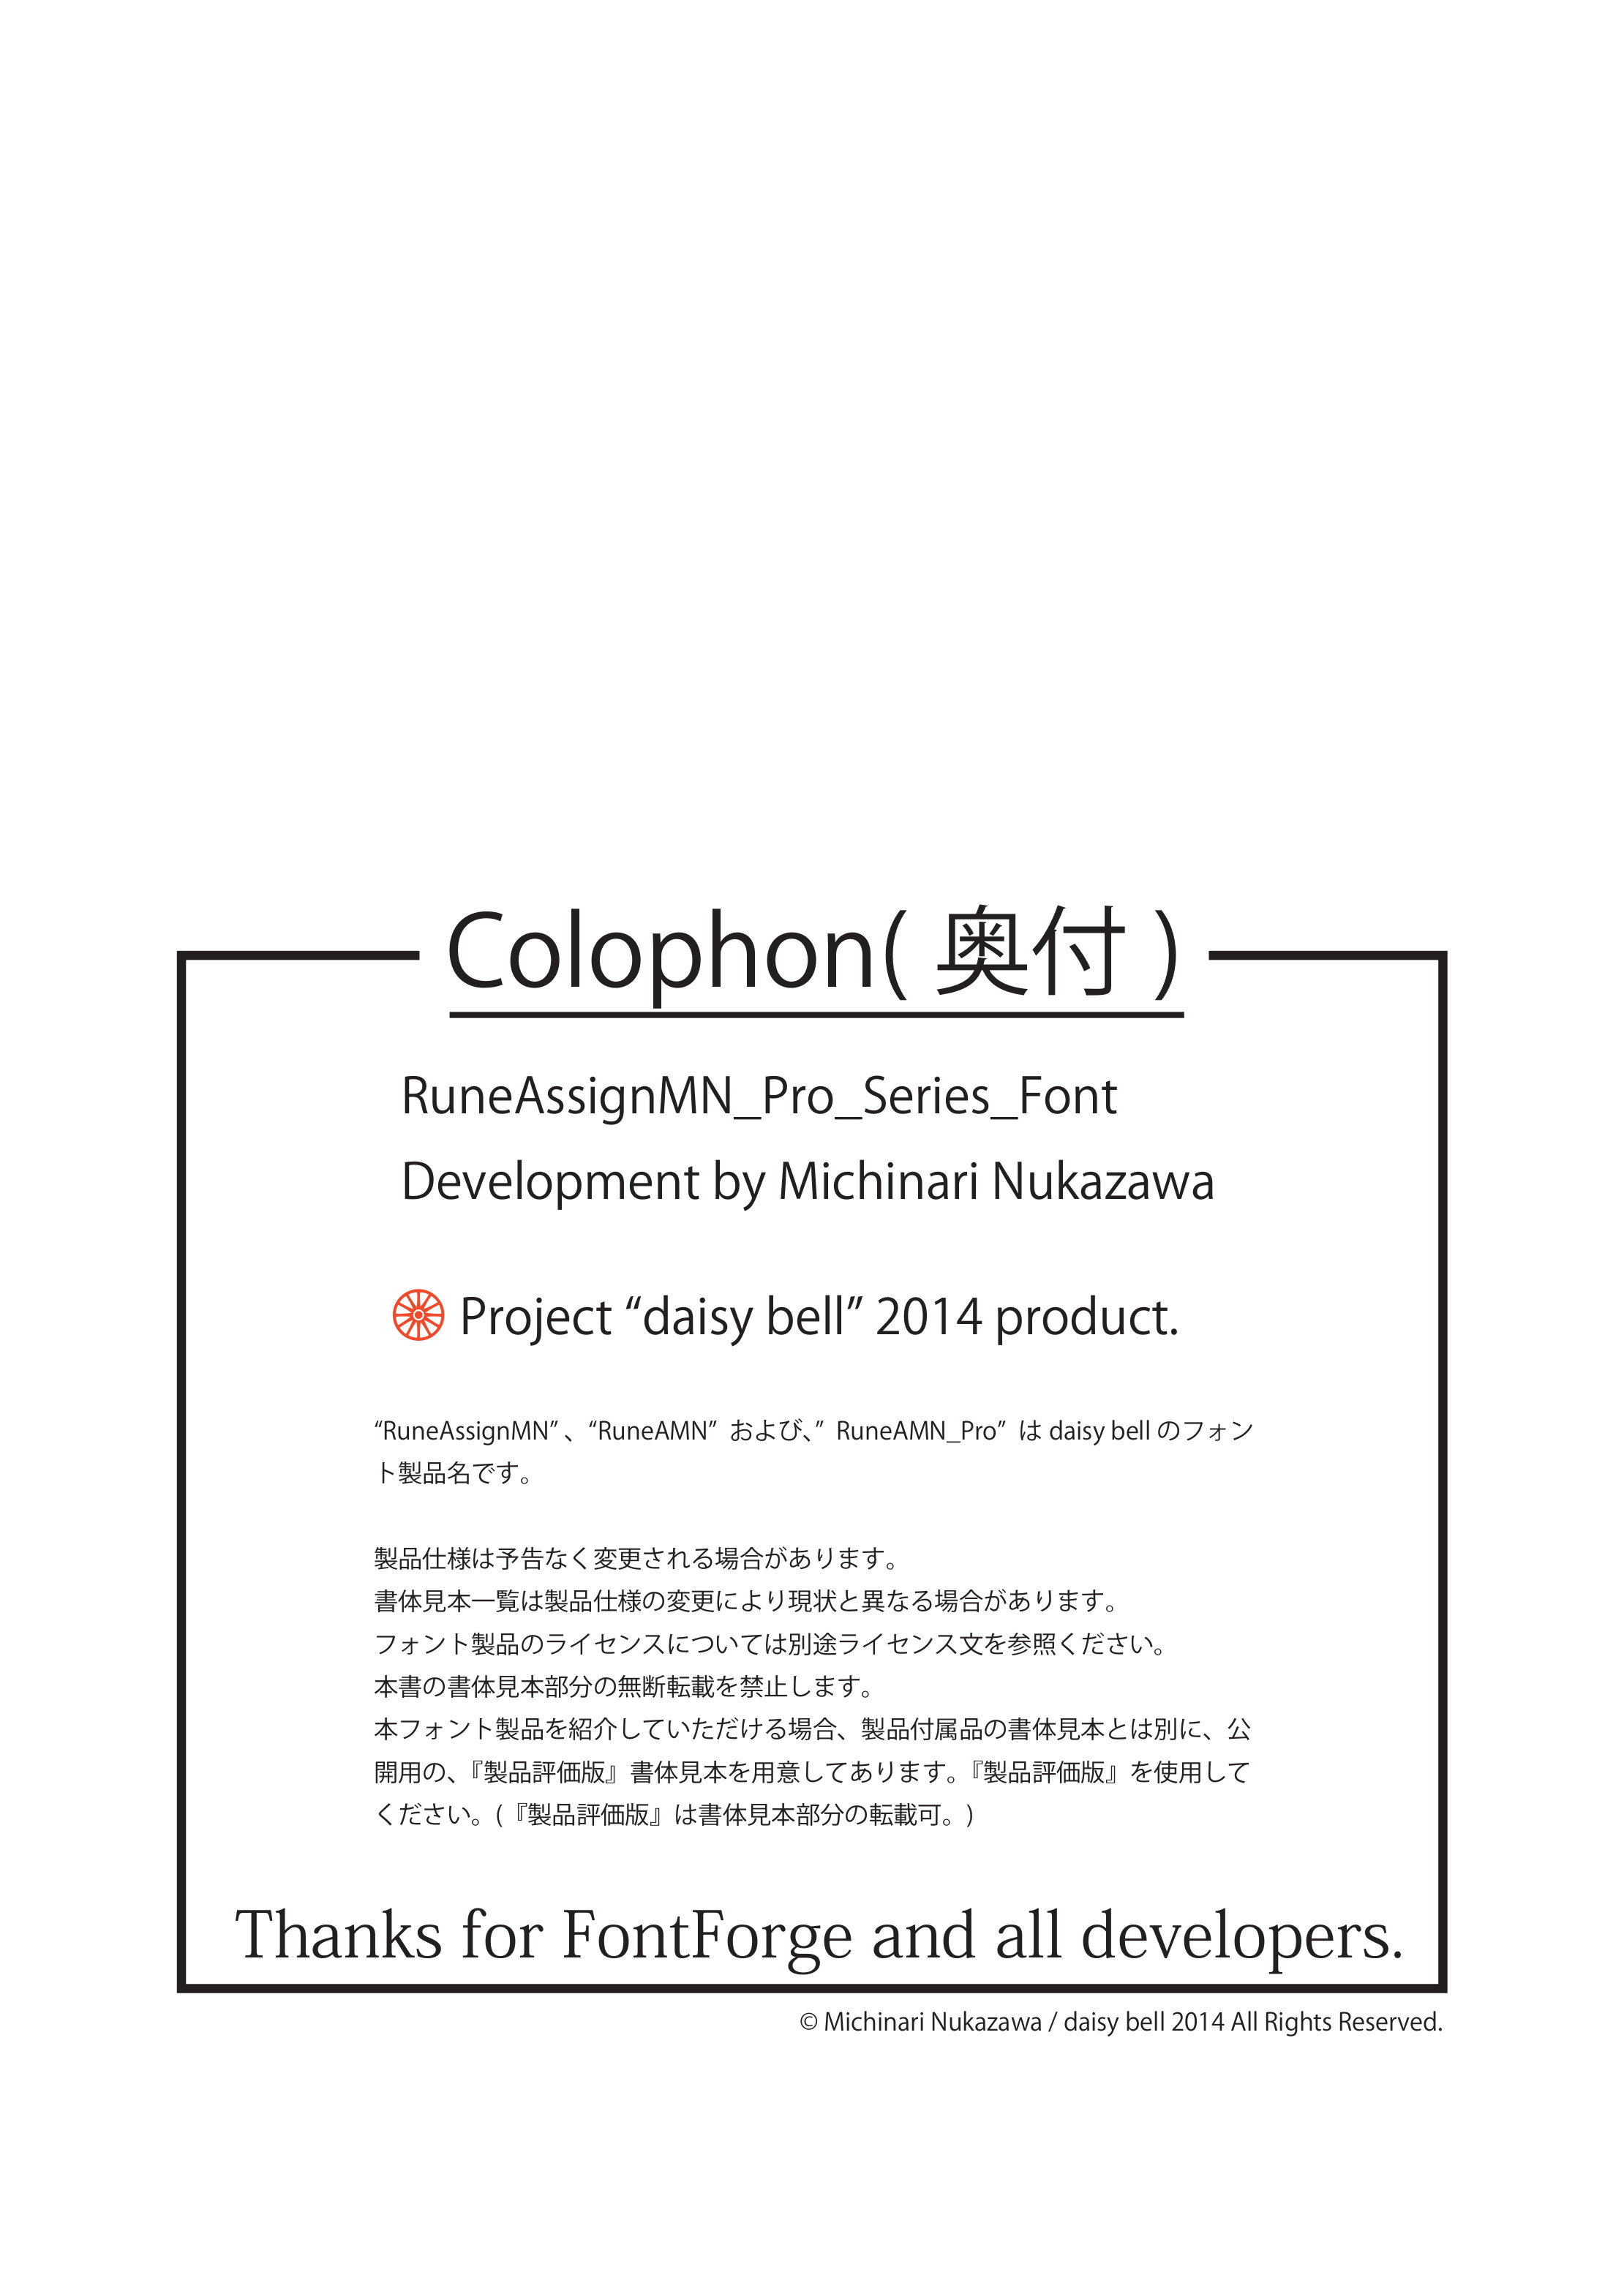 Colophon( 奥付 )
RuneAssignMN_Pro_Series_Font
Development by Michinari Nukazawa
Project “daisy bell” 2014 product.
“RuneAssignMN” 、 “RuneAMN” および、” RuneAMN_Pro” は daisy bell のフォン
ト製品名です。
製品仕様は予告なく変更される場合があります。
書体見本一覧は製品仕様の変更により現状と異なる場合があります。
フォント製品のライセンスについては別途ライセンス文を参照ください。
本書の書体見本部分の無断転載を禁止します。
本フォント製品を紹介していただける場合、製品付属品の書体見本とは別に、公
開用の、『製品評価版』書体見本を用意してあります。『製品評価版』を使用して
ください。(『製品評価版』は書体見本部分の転載可。)
Thanks for FontForge and all developers.
© Michinari Nukazawa / daisy bell 2014 All Rights Reserved.